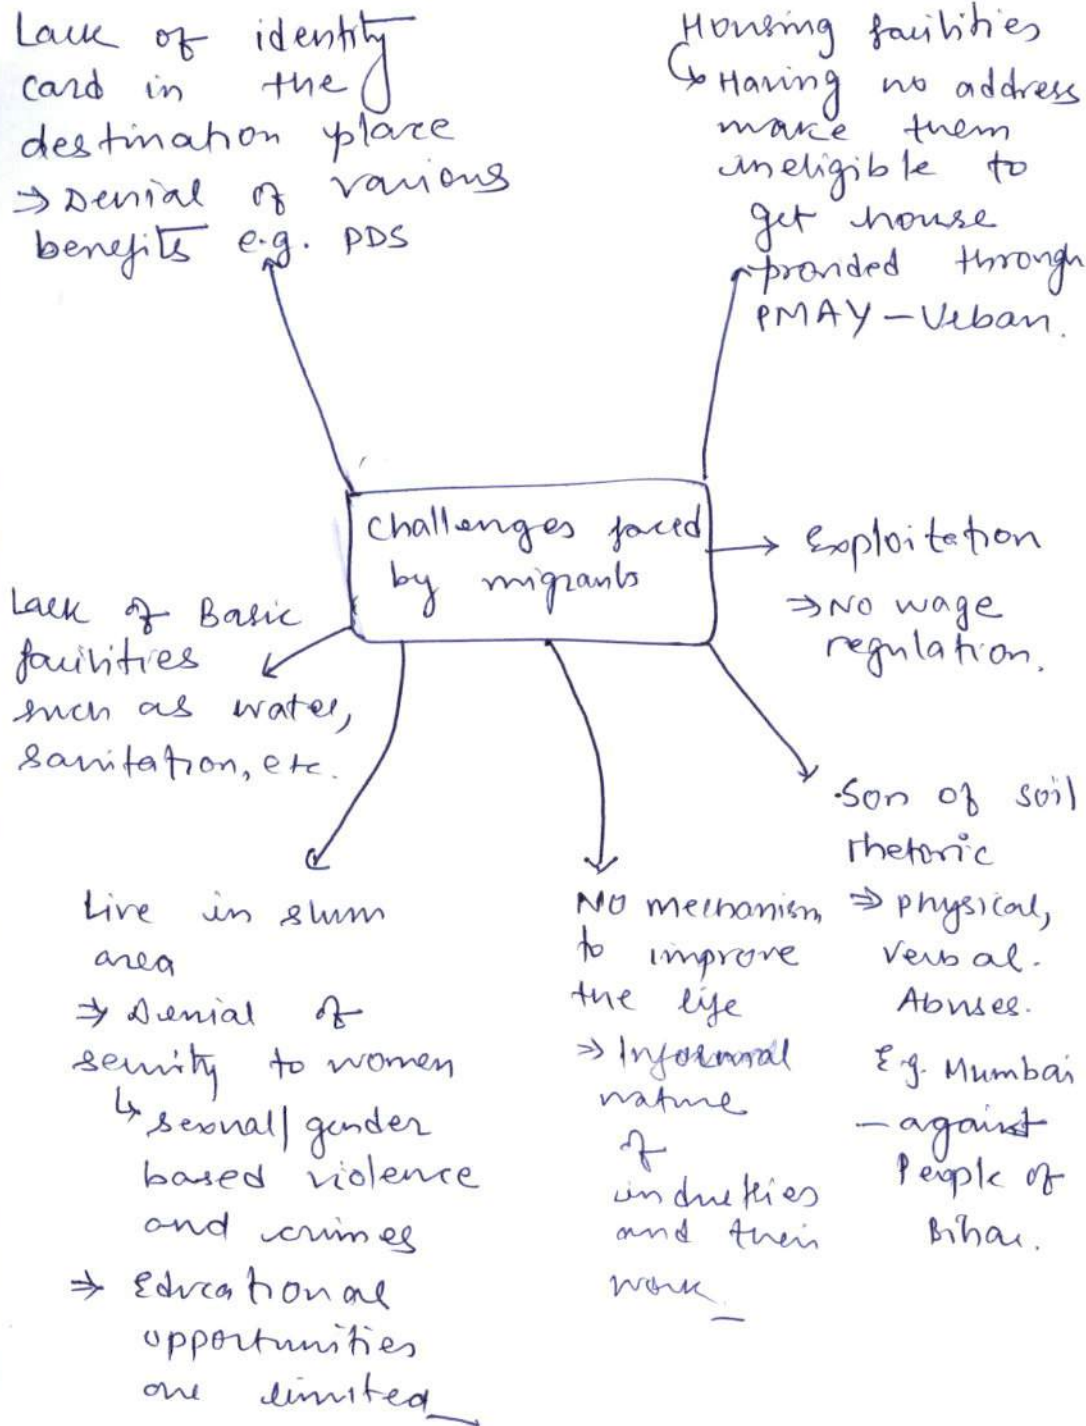 Lack of identity
card in the
destination place
⇒ Denial of various
benefits e.g. PDS
Housing facilities
↳ Having no address
make them
ineligible to
get house
provided through
PMAY – Urban.
Challenges faced
by migrants
→ Exploitation
⇒ No wage
regulation.
Lack of Basic
facilities
such as water,
sanitation, etc.
Son of soil
rhetoric
⇒ physical,
verbal.
Abuses.
E.g. Mumbai
– against
People of
Bihar.
Live in slum
area
⇒ Denial of
security to women
↳ sexual/gender
based violence
and crimes
⇒ Educational
opportunities
are limited
No mechanism
to improve
the life
⇒ Informal
nature
of
industries
and their
work